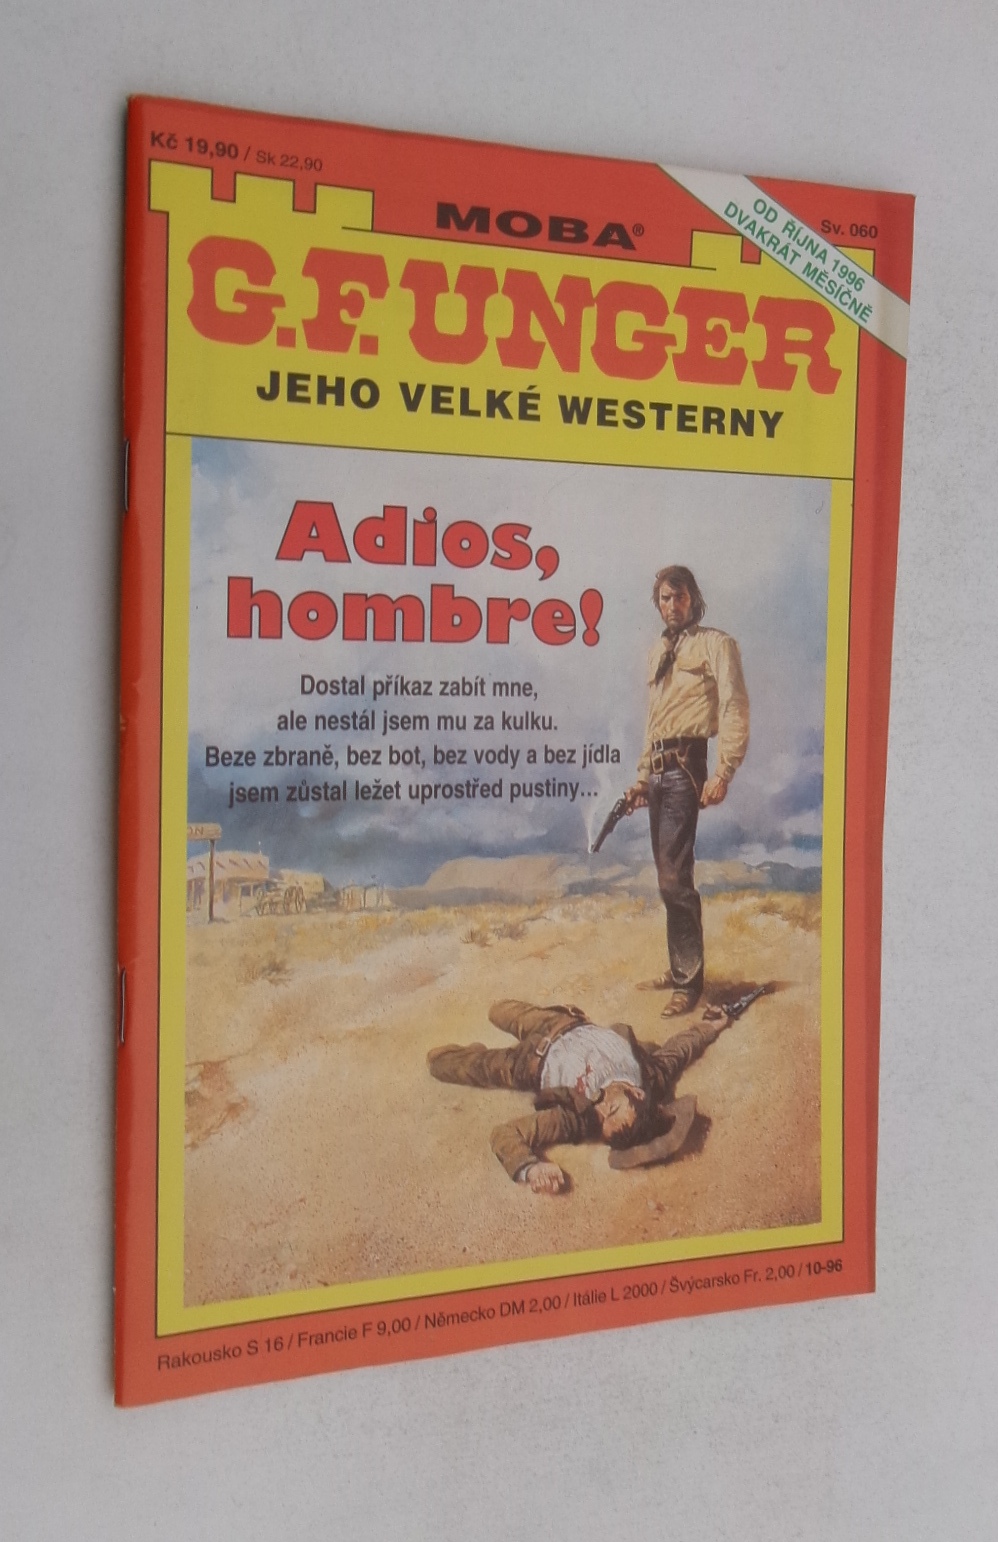 Kč 19,90 / Sk 22,90
MOBA®
Sv. 060
OD ŘÍJNA 1996
DVAKRÁT MĚSÍČNĚ
G.F. UNGER
JEHO VELKÉ WESTERNY
Adios,
hombre!
Dostal příkaz zabít mne,
ale nestál jsem mu za kulku.
Beze zbraně, bez bot, bez vody a bez jídla
jsem zůstal ležet uprostřed pustiny...
ON
Rakousko S 16 / Francie F 9,00 / Německo DM 2,00 / Itálie L 2000 / Švýcarsko Fr. 2,00 / 10-96